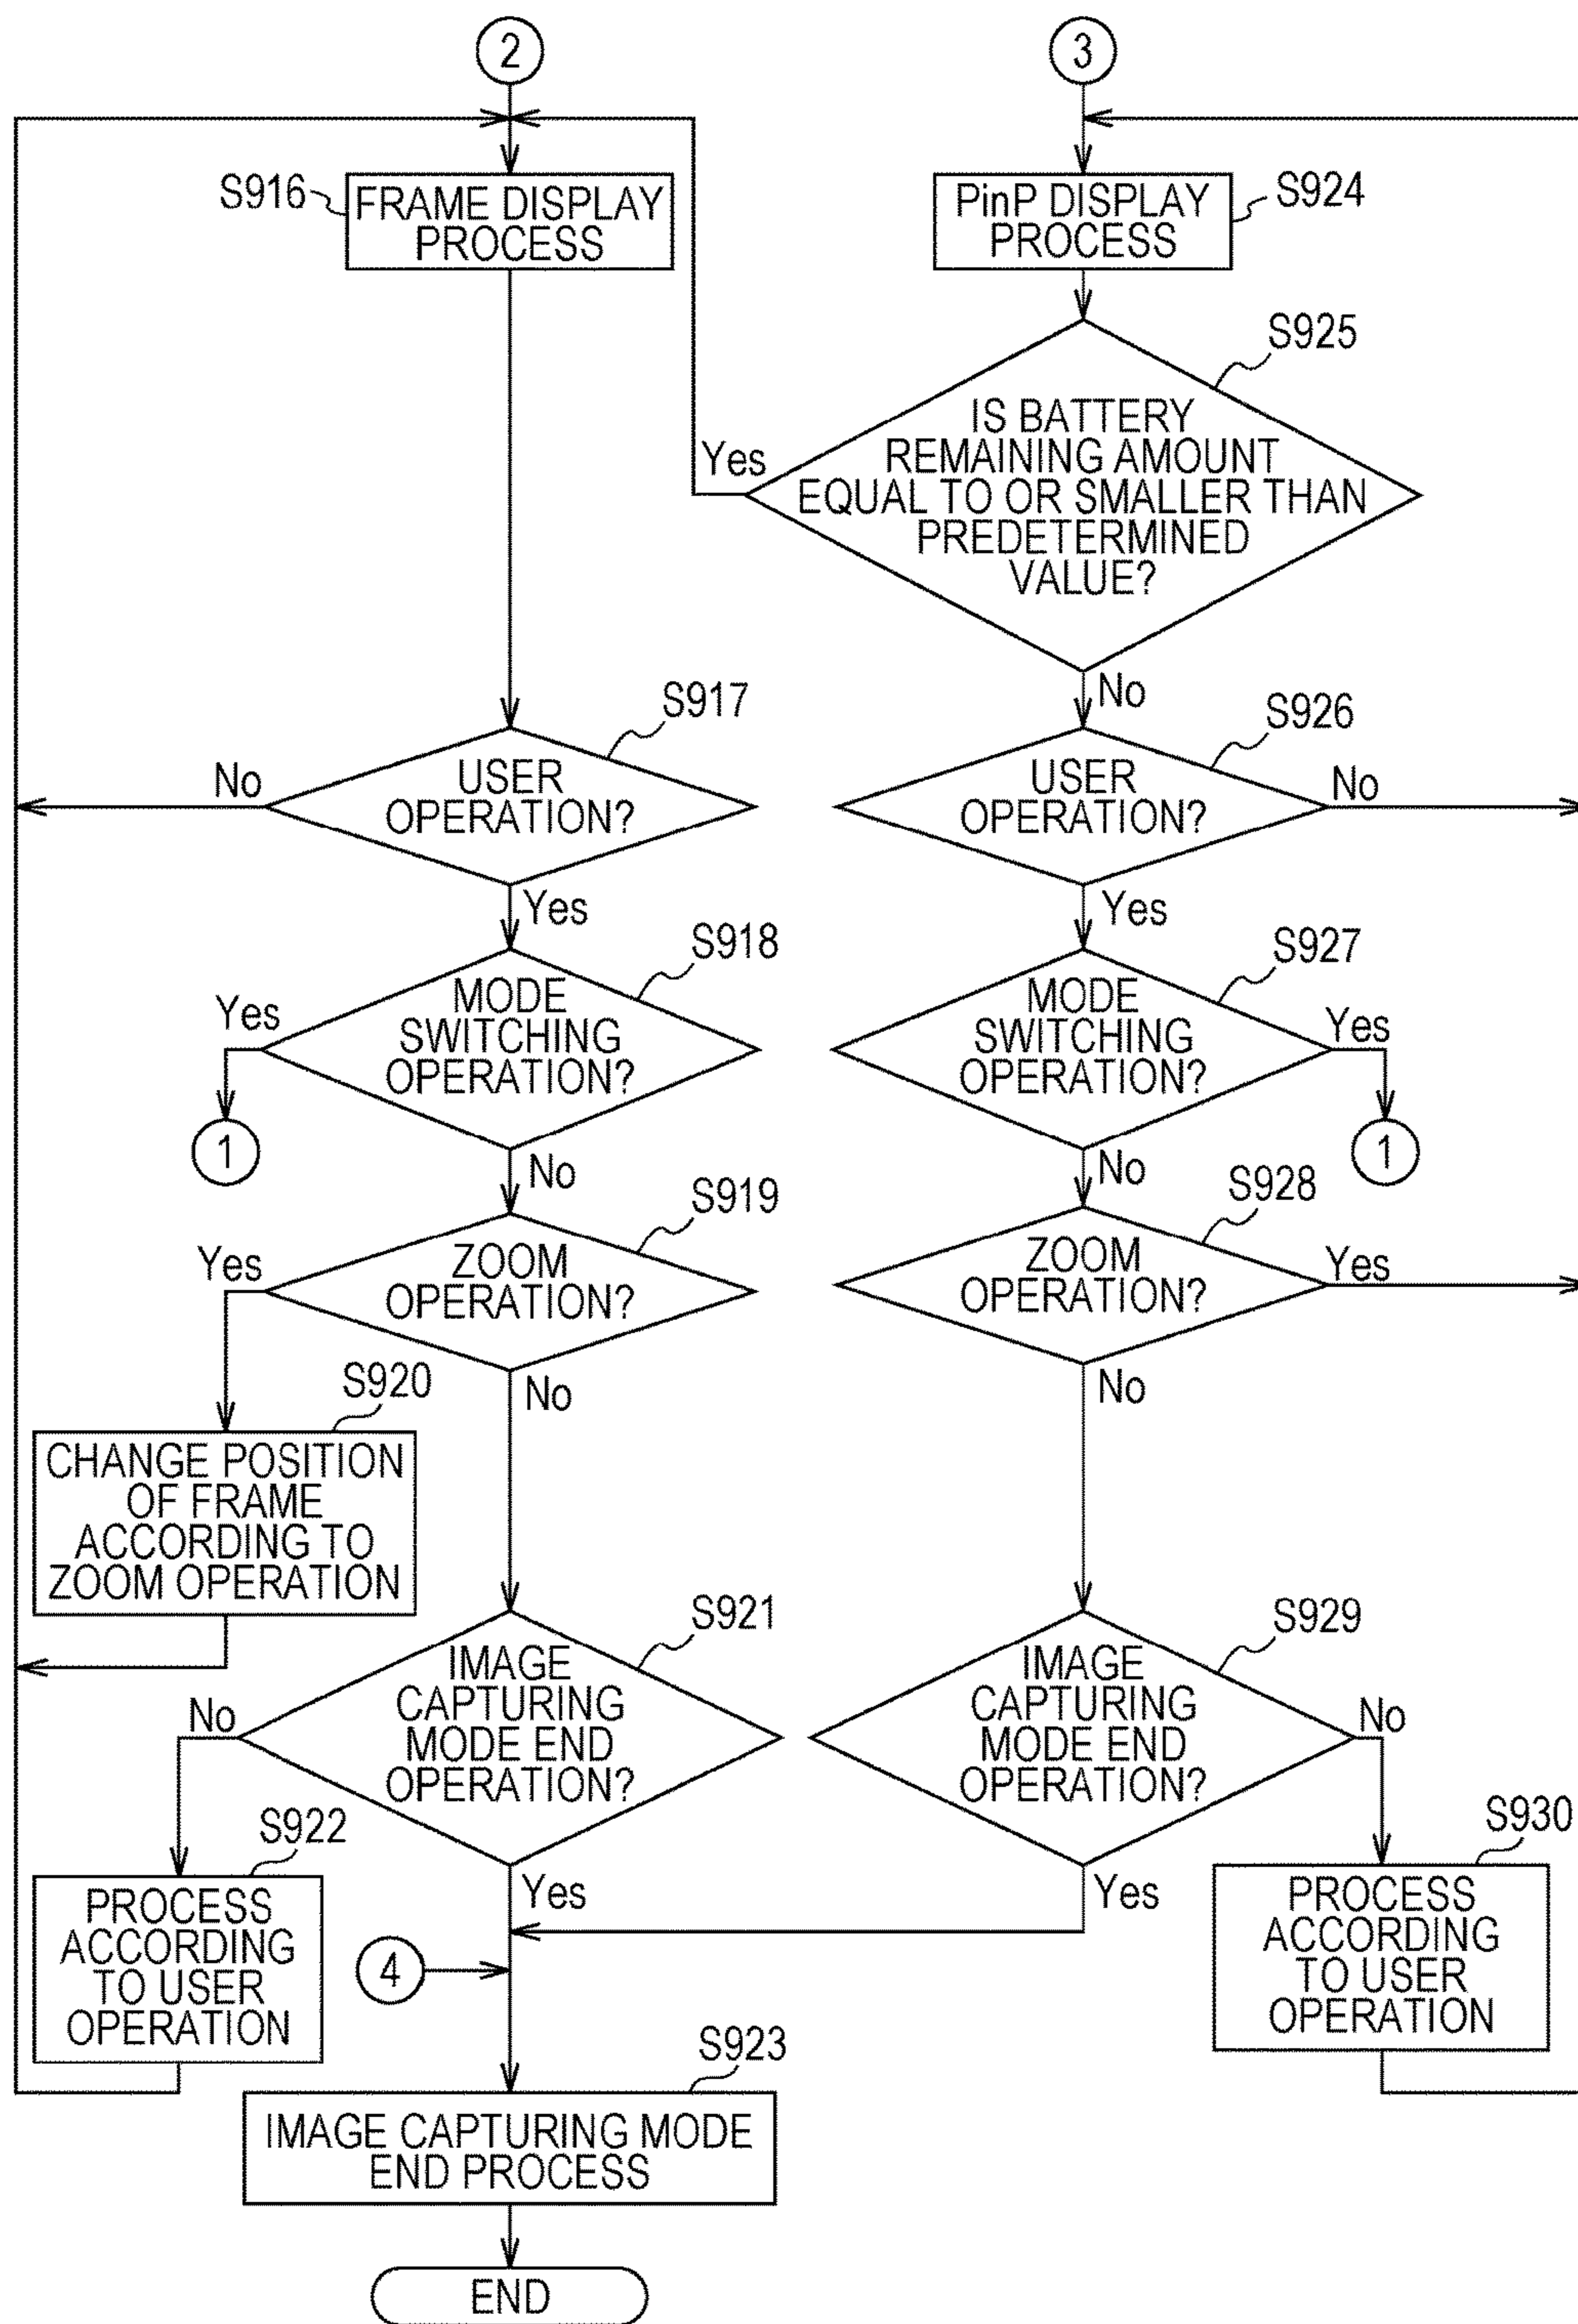 2
3
S916
FRAME DISPLAY
PROCESS
PinP DISPLAY
PROCESS
S924
S925
IS BATTERY
REMAINING AMOUNT
EQUAL TO OR SMALLER THAN
PREDETERMINED
VALUE?
Yes
No
S917
USER
OPERATION?
No
Yes
S926
USER
OPERATION?
No
Yes
S918
MODE
SWITCHING
OPERATION?
Yes
1
No
S927
MODE
SWITCHING
OPERATION?
Yes
1
No
S919
ZOOM
OPERATION?
Yes
No
S928
ZOOM
OPERATION?
Yes
No
S920
CHANGE POSITION
OF FRAME
ACCORDING TO
ZOOM OPERATION
S921
IMAGE
CAPTURING
MODE END
OPERATION?
No
Yes
S929
IMAGE
CAPTURING
MODE END
OPERATION?
No
Yes
S922
PROCESS
ACCORDING
TO USER
OPERATION
S930
PROCESS
ACCORDING
TO USER
OPERATION
4
S923
IMAGE CAPTURING MODE
END PROCESS
END